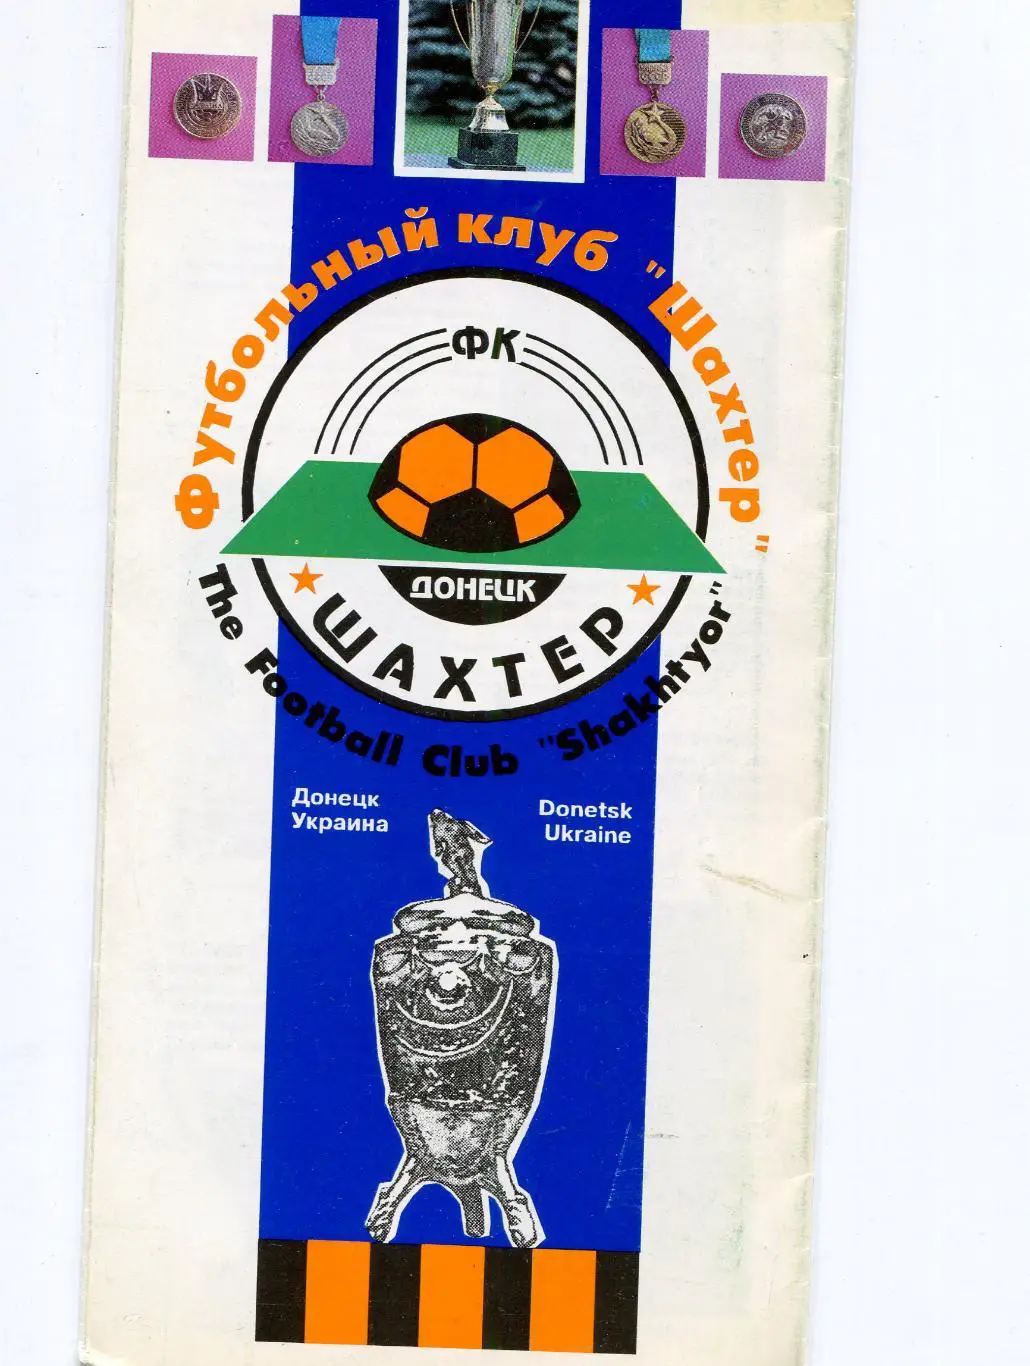 Футбольный клуб "Шахтер"
ФК
ДОНЕЦК
ШАХТЕР
The Football Club "Shakhtyor"
Донецк
Украина
Donetsk
Ukraine